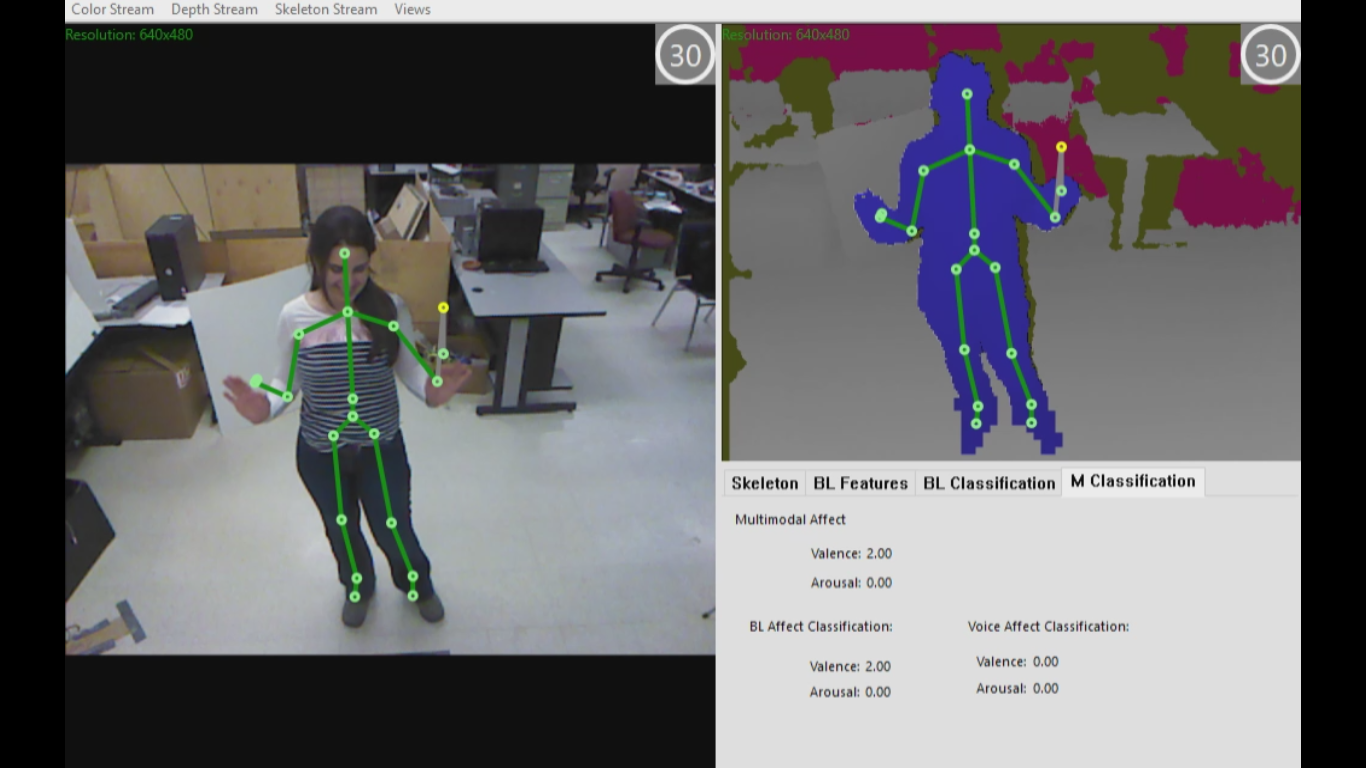 Color Stream Depth Stream Skeleton Stream Views
Resolution: 640x480
30
Resolution: 640x480
30
Skeleton BL Features BL Classification M Classification
Multimodal Affect
Valence: 2.00
Arousal: 0.00
BL Affect Classification: Voice Affect Classification:
Valence: 2.00 Valence: 0.00
Arousal: 0.00 Arousal: 0.00